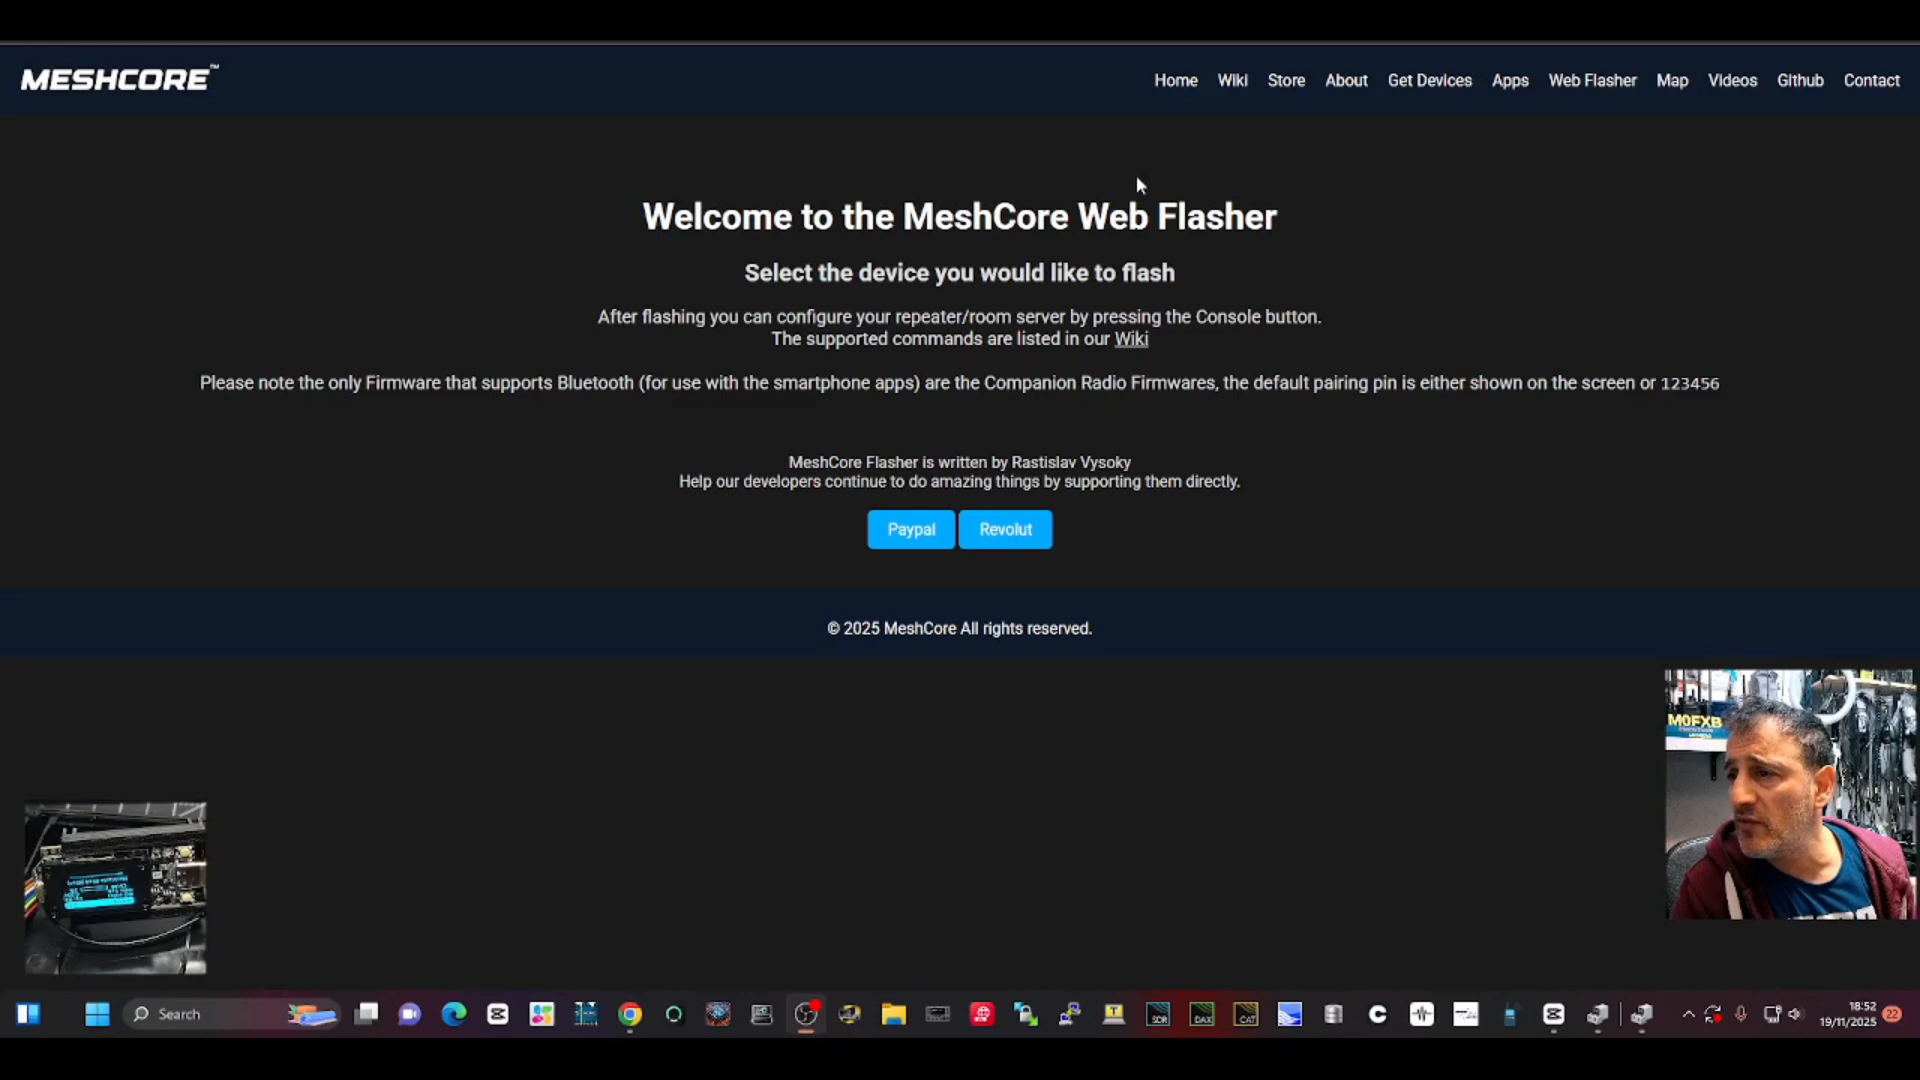 MESHCORE™
Home Wiki Store About Get Devices Apps Web Flasher Map Videos Github Contact
Welcome to the MeshCore Web Flasher
Select the device you would like to flash
After flashing you can configure your repeater/room server by pressing the Console button.
The supported commands are listed in our Wiki
Please note the only Firmware that supports Bluetooth (for use with the smartphone apps) are the Companion Radio Firmwares, the default pairing pin is either shown on the screen or 123456
MeshCore Flasher is written by Rastislav Vysoky
Help our developers continue to do amazing things by supporting them directly.
Paypal Revolut
© 2025 MeshCore All rights reserved.
M0FXB
Search
SDR DAX CAT
18:52
19/11/2025
22